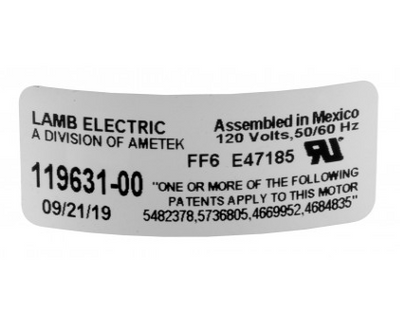 LAMB ELECTRIC
A DIVISION OF AMETEK
Assembled in Mexico
120 Volts,50/60 Hz
FF6 E47185
119631-00
09/21/19
"ONE OR MORE OF THE FOLLOWING
PATENTS APPLY TO THIS MOTOR
5482378,5736805,4669952,4684835"